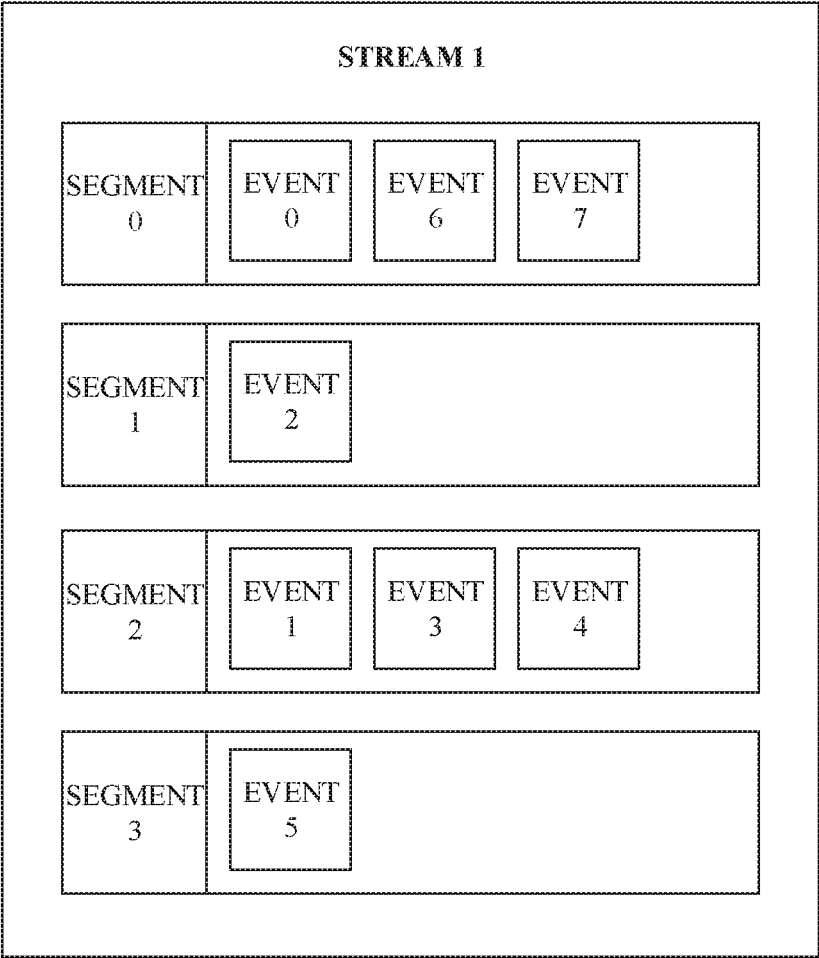 STREAM 1
SEGMENT
0
EVENT
0
EVENT
6
EVENT
7
SEGMENT
1
EVENT
2
SEGMENT
2
EVENT
1
EVENT
3
EVENT
4
SEGMENT
3
EVENT
5